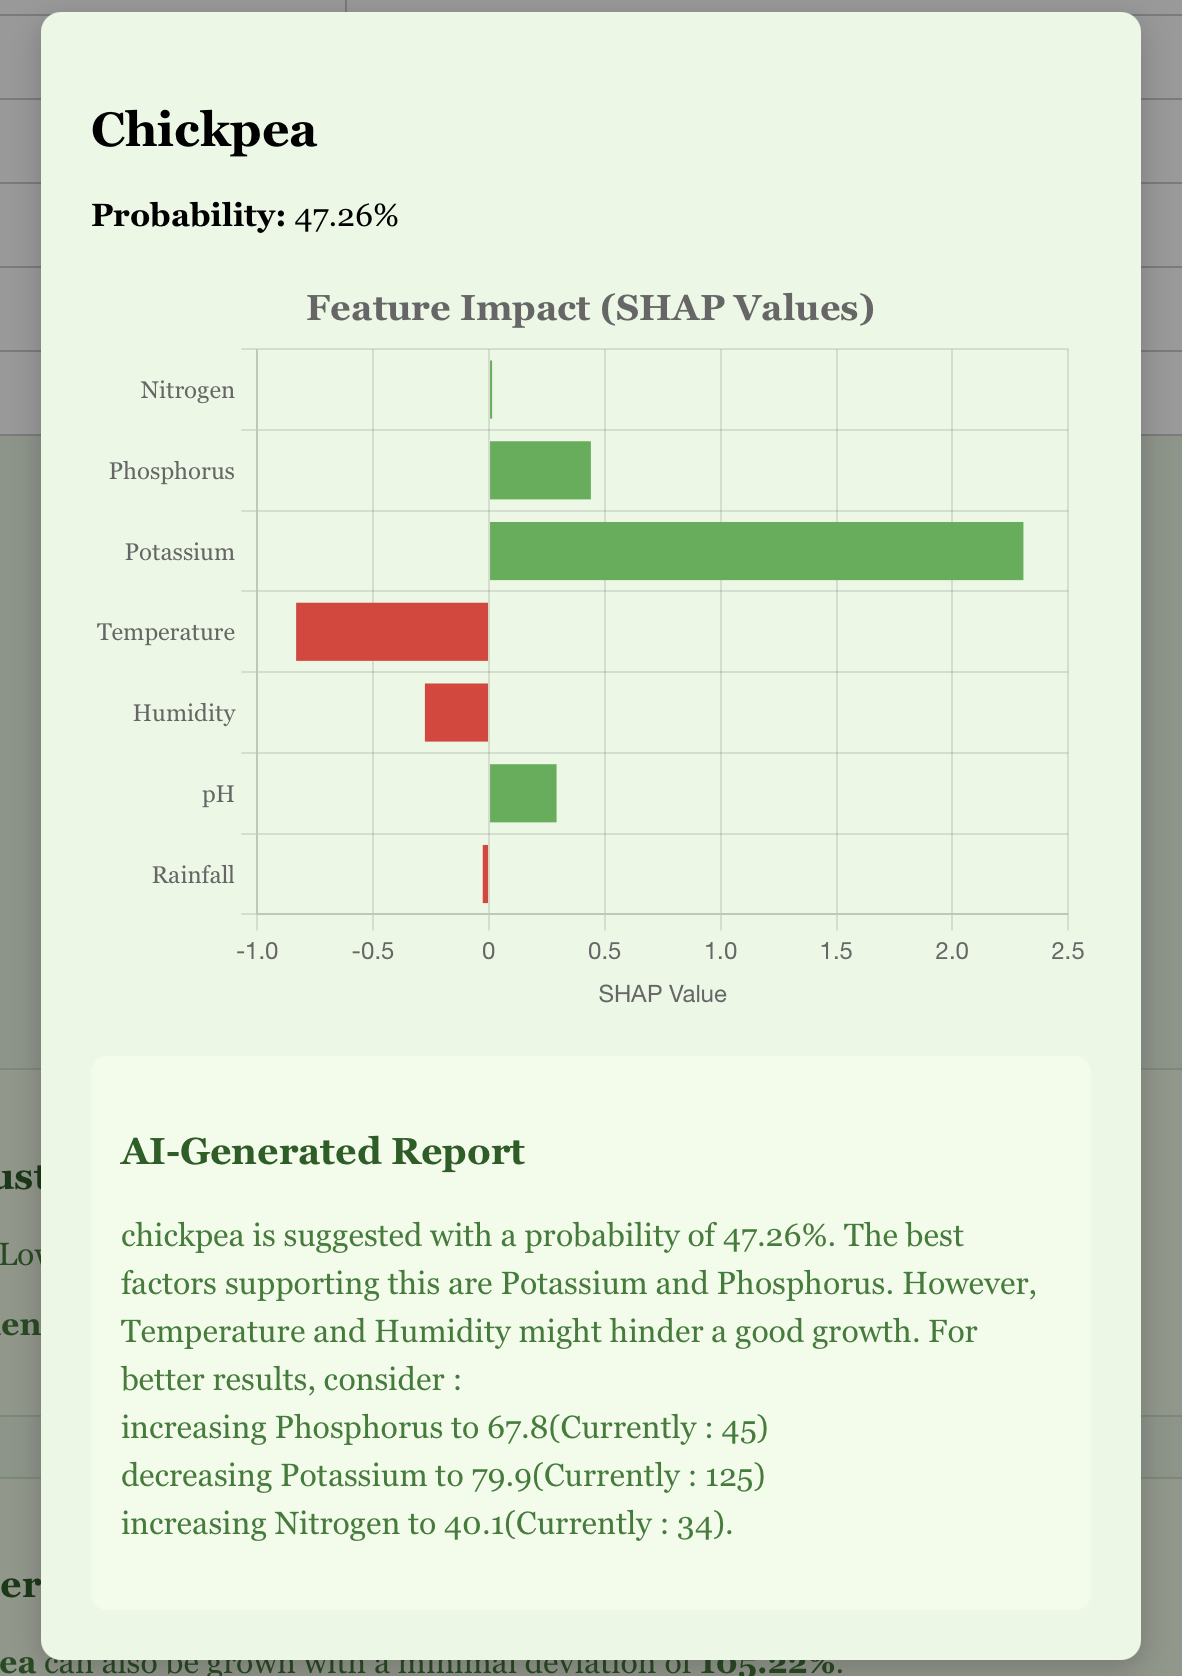 Chickpea
Probability: 47.26%
Feature Impact (SHAP Values)
Nitrogen
Phosphorus
Potassium
Temperature
Humidity
pH
Rainfall
-1.0 -0.5 0 0.5 1.0 1.5 2.0 2.5
SHAP Value
AI-Generated Report
chickpea is suggested with a probability of 47.26%. The best
factors supporting this are Potassium and Phosphorus. However,
Temperature and Humidity might hinder a good growth. For
better results, consider :
increasing Phosphorus to 67.8(Currently : 45)
decreasing Potassium to 79.9(Currently : 125)
increasing Nitrogen to 40.1(Currently : 34).
ea can also be grown with a minimal deviation of 105.22%.